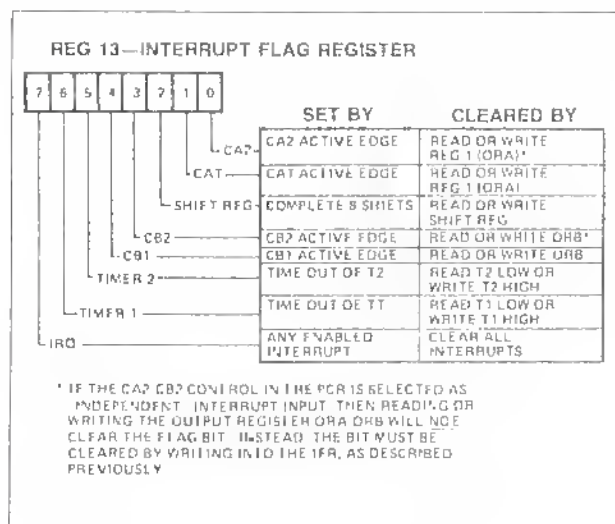 REG 13—INTERRUPT FLAG REGISTER
7 6 5 4 3 2 1 0
SET BY CLEARED BY
CA2 CA2 ACTIVE EDGE READ OR WRITE
REG 1 (ORA)*
CA1 CA1 ACTIVE EDGE READ OR WRITE
REG 1 (ORA)
SHIFT REG COMPLETE 8 SHIFTS READ OR WRITE
SHIFT REG
CB2 CB2 ACTIVE EDGE READ OR WRITE ORB*
CB1 CB1 ACTIVE EDGE READ OR WRITE ORB
TIMER 2 TIME OUT OF T2 READ T2 LOW OR
WRITE T2 HIGH
TIMER 1 TIME OUT OF T1 READ T1 LOW OR
WRITE T1 HIGH
IRQ ANY ENABLED CLEAR ALL
INTERRUPT INTERRUPTS
* IF THE CA2 CB2 CONTROL IN THE PCR IS SELECTED AS
INDEPENDENT INTERRUPT INPUT THEN READING OR
WRITING THE OUTPUT REGISTER ORA ORB WILL NOT
CLEAR THE FLAG BIT INSTEAD THE BIT MUST BE
CLEARED BY WRITING INTO THE IFR, AS DESCRIBED
PREVIOUSLY